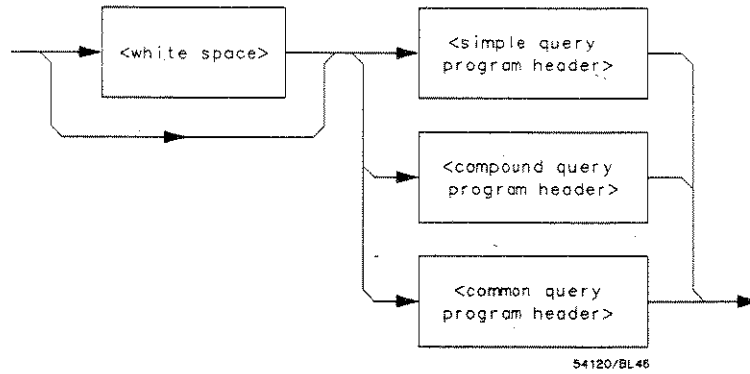 <white space>
<simple query
program header>
<compound query
program header>
<common query
program header>
54120/BL46